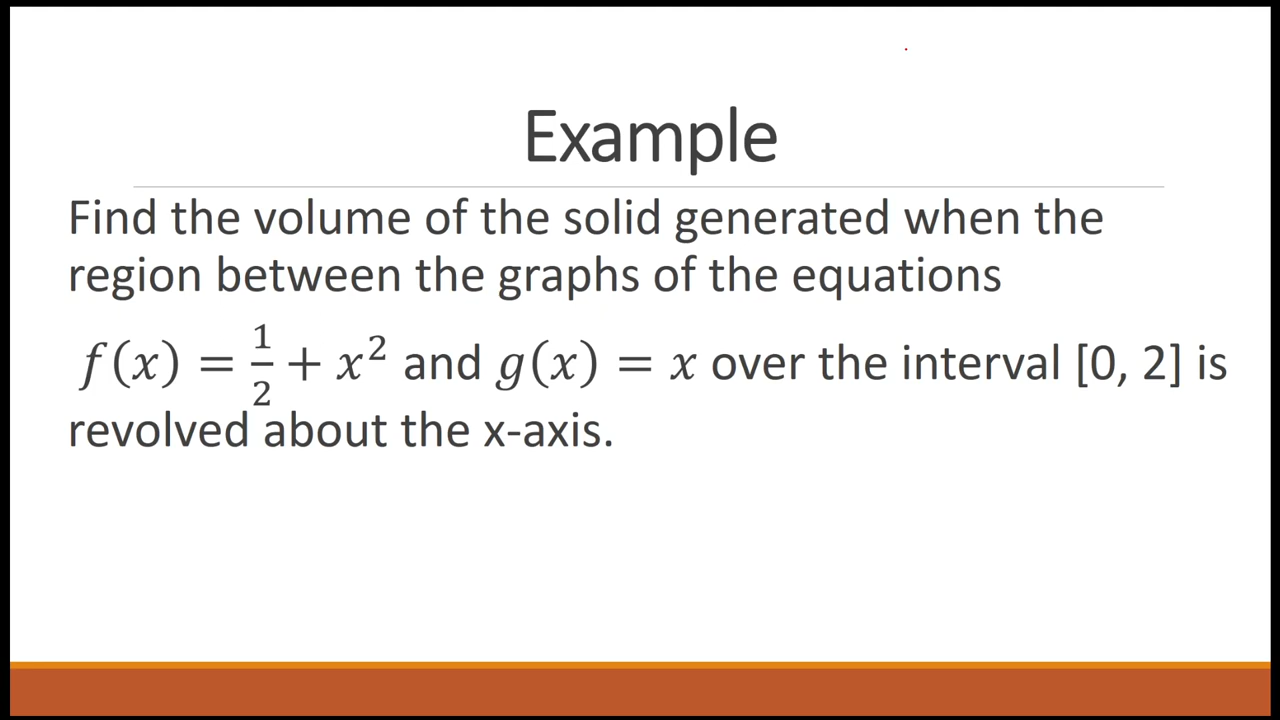 Example
Find the volume of the solid generated when the
region between the graphs of the equations
f(x) = 1/2 + x² and g(x) = x over the interval [0, 2] is
revolved about the x-axis.